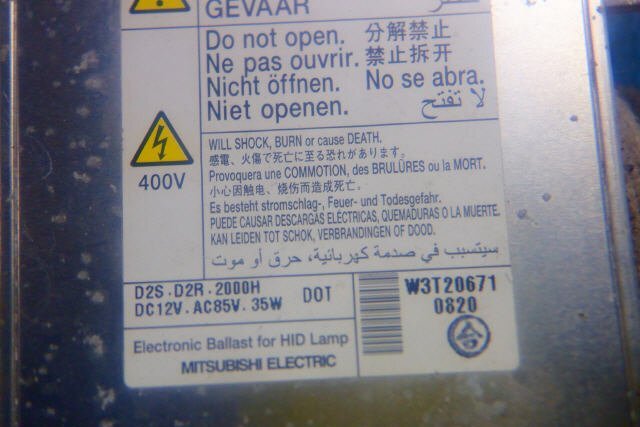 GEVAAR خطر
Do not open. 分解禁止
Ne pas ouvrir. 禁止拆开
Nicht öffnen. No se abra.
Niet openen. لا تفتح
400V
WILL SHOCK, BURN or cause DEATH.
感電、火傷で死亡に至る恐れがあります。
Provoquera une COMMOTION, des BRULÛRES ou la MORT.
小心因触电、烧伤而造成死亡。
Es besteht stromschlag-, Feuer- und Todesgefahr.
PUEDE CAUSAR DESCARGAS ELÉCTRICAS, QUEMADURAS O LA MUERTE.
KAN LEIDEN TOT SCHOK, VERBRANDINGEN OF DOOD.
سيتسبب في صدمة كهربائية، حرق أو موت
D2S.D2R.2000H
DC12V.AC85V.35W
DOT
W3T20671
0820
合
Electronic Ballast for HID Lamp
MITSUBISHI ELECTRIC